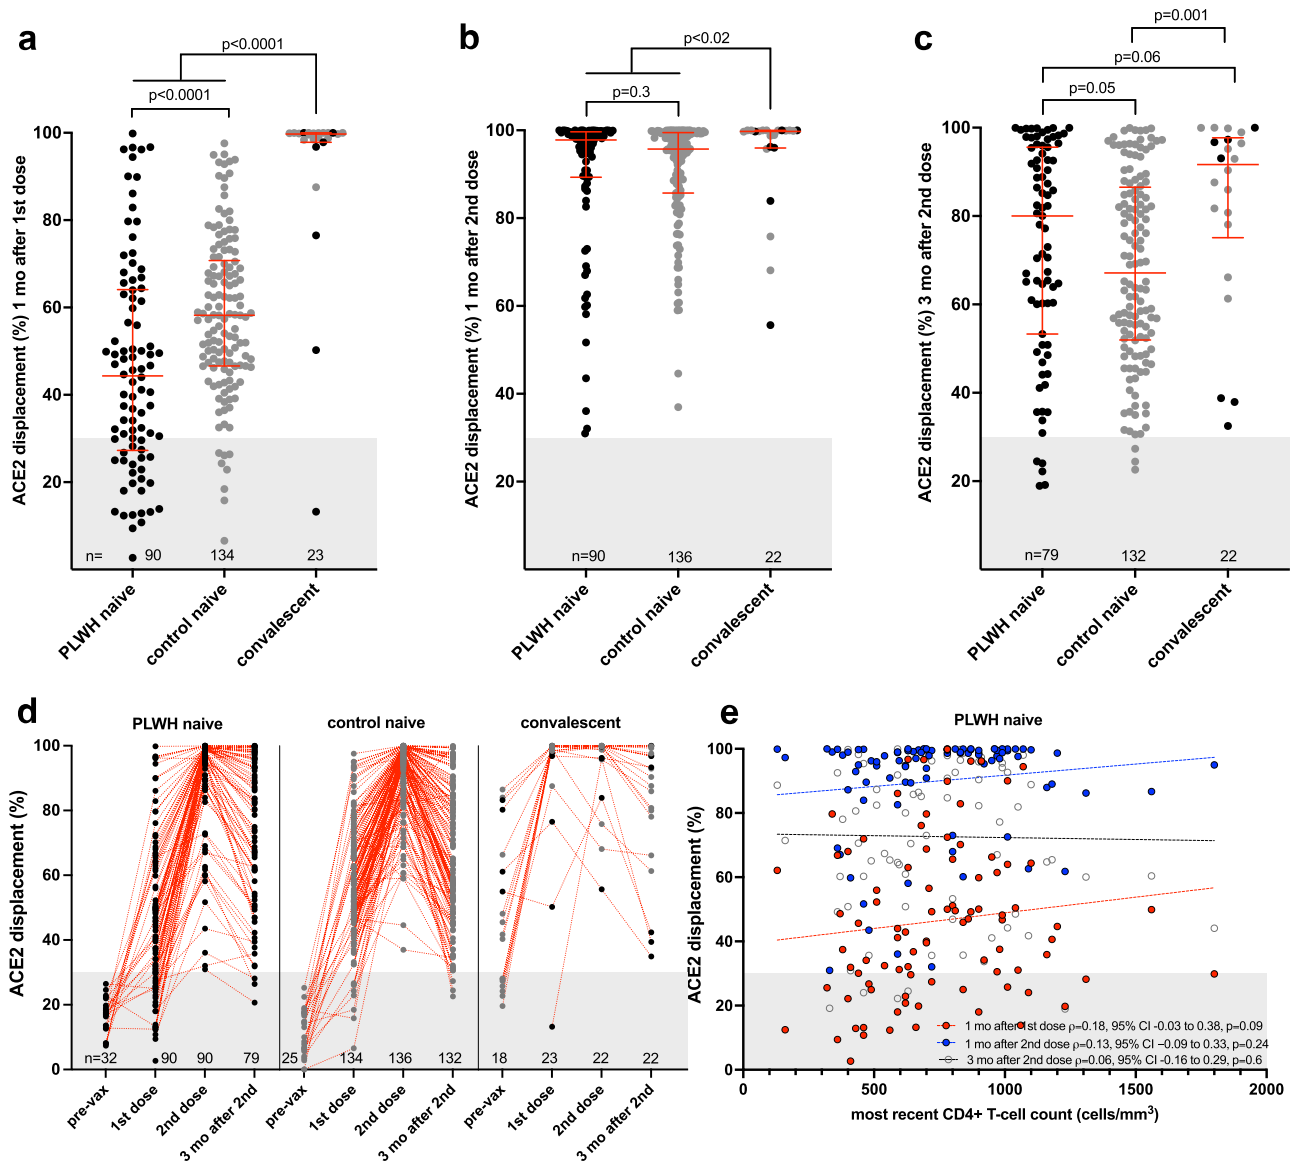 a
p<0.0001
p<0.0001
ACE2 displacement (%) 1 mo after 1st dose
100
80
60
40
20
n= 90 134 23
PLWH naive
control naive
convalescent
b
p<0.02
p=0.3
ACE2 displacement (%) 1 mo after 2nd dose
100
80
60
40
20
n=90 136 22
PLWH naive
control naive
convalescent
c
p=0.001
p=0.06
p=0.05
ACE2 displacement (%) 3 mo after 2nd dose
100
80
60
40
20
n=79 132 22
PLWH naive
control naive
convalescent
d
PLWH naive control naive convalescent
ACE2 displacement (%)
100
80
60
40
20
0
n=32 90 90 79 25 134 136 132 18 23 22 22
pre-vax
1st dose
2nd dose
3 mo after 2nd
pre-vax
1st dose
2nd dose
3 mo after 2nd
pre-vax
1st dose
2nd dose
3 mo after 2nd
e
PLWH naive
ACE2 displacement (%)
100
80
60
40
20
0
1 mo after 1st dose ρ=0.18, 95% CI -0.03 to 0.38, p=0.09
1 mo after 2nd dose ρ=0.13, 95% CI −0.09 to 0.33, p=0.24
3 mo after 2nd dose ρ=0.06, 95% CI -0.16 to 0.29, p=0.6
0 500 1000 1500 2000
most recent CD4+ T-cell count (cells/mm³)